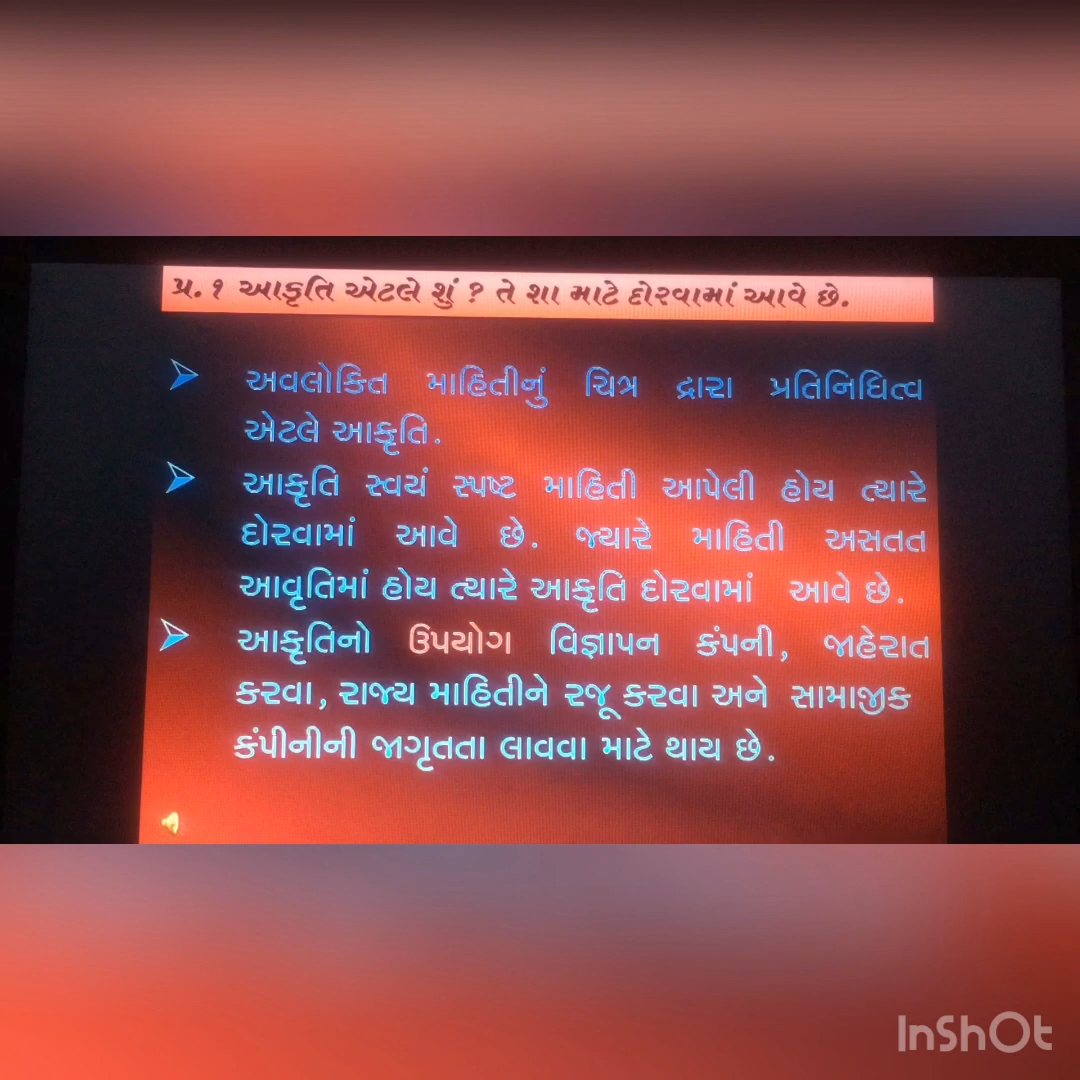 પ્ર. ૧ આકૃતિ એટલે શું ? તે શા માટે દોરવામાં આવે છે.
અવલોકિત માહિતીનું ચિત્ર દ્રારા પ્રતિનિધિત્વ
એટલે આકૃતિ.
આકૃતિ સ્વયં સ્પષ્ટ માહિતી આપેલી હોય ત્યારે
દોરવામાં આવે છે. જ્યારે માહિતી અસતત
આવૃતિમાં હોય ત્યારે આકૃતિ દોરવામાં આવે છે.
આકૃતિનો ઉપયોગ વિજ્ઞાપન કંપની, જાહેરાત
કરવા, રાજ્ય માહિતીને રજૂ કરવા અને સામાજીક
કંપીનીની જાગૃતતા લાવવા માટે થાય છે.
InShOt